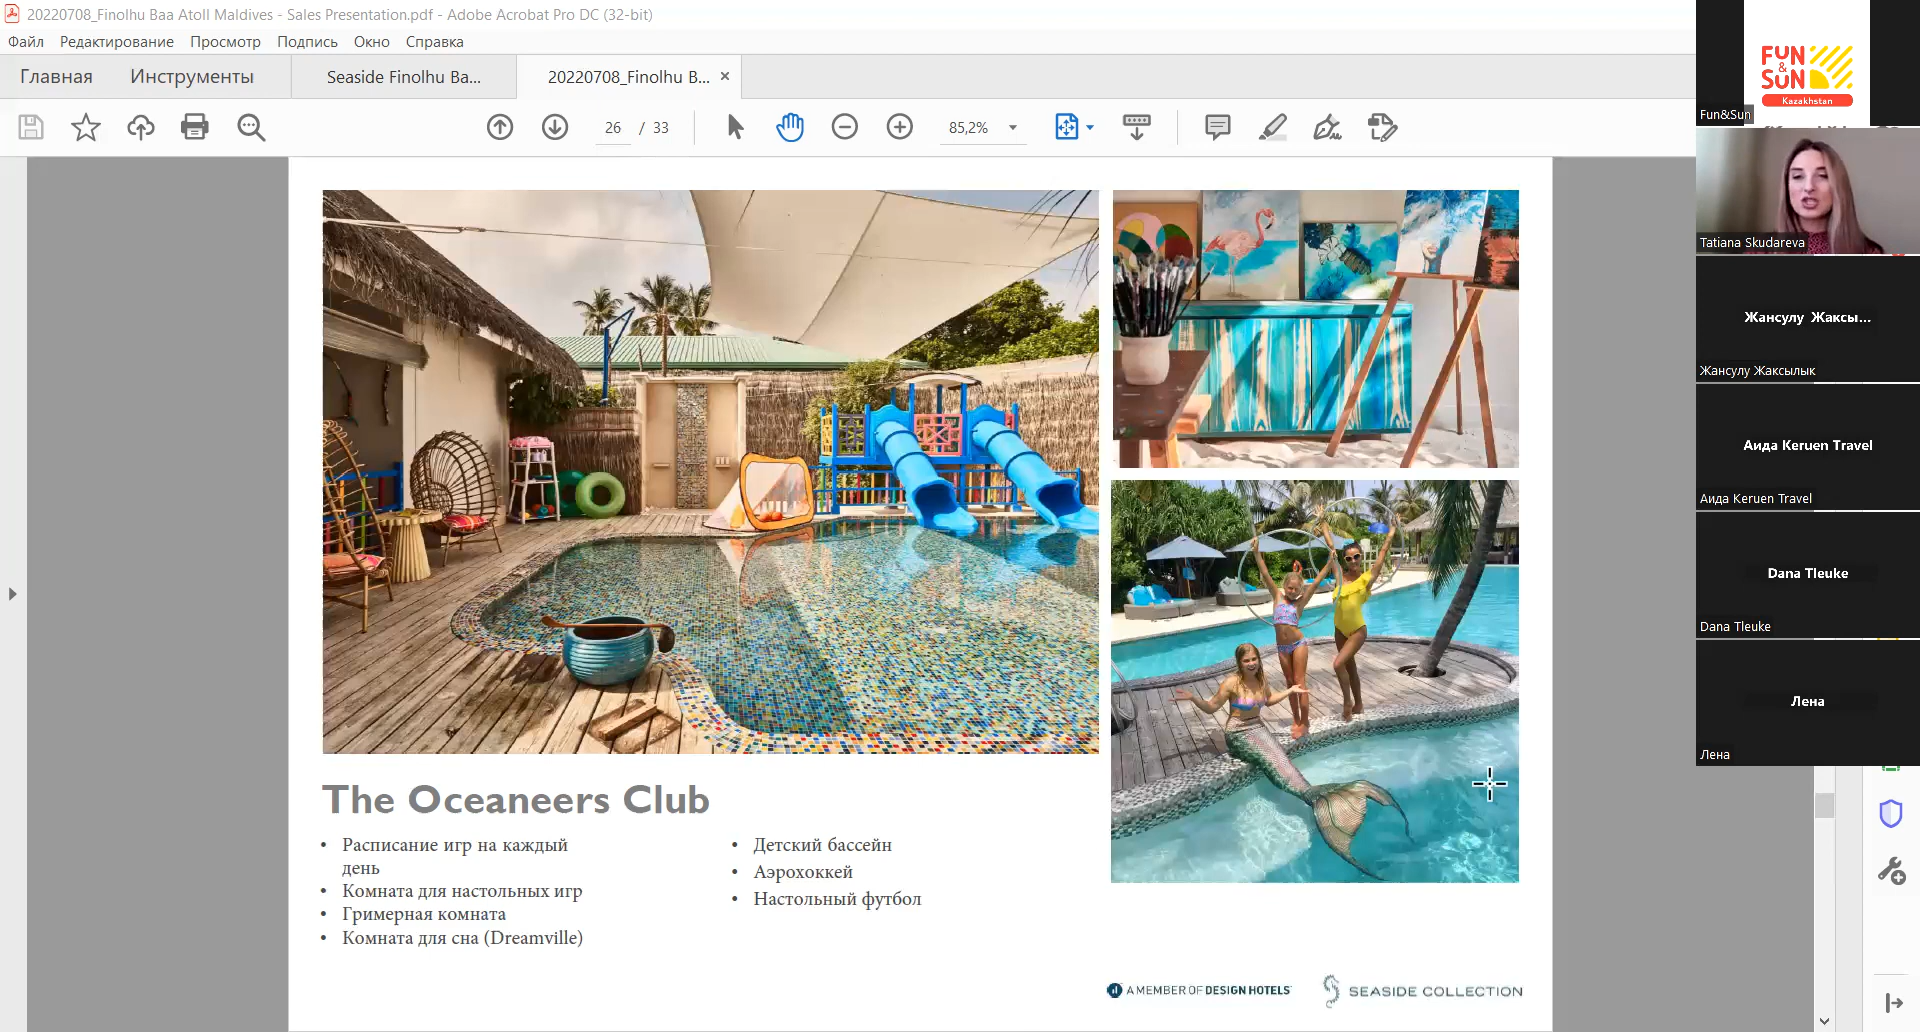 20220708_Finolhu Baa Atoll Maldives - Sales Presentation.pdf - Adobe Acrobat Pro DC (32-bit)
Файл Редактирование Просмотр Подпись Окно Справка
Главная Инструменты Seaside Finolhu Ba... 20220708_Finolhu B...
26 / 33 85,2%
FUN
&
SUN
Kazakhstan
Fun&Sun
Tatiana Skudareva
Жансулу Жаксы...
Жансулу Жаксылык
Аида Keruen Travel
Аида Keruen Travel
Dana Tleuke
Dana Tleuke
Лена
Лена
The Oceaneers Club
• Расписание игр на каждый
день
• Комната для настольных игр
• Гримерная комната
• Комната для сна (Dreamville)
• Детский бассейн
• Аэрохоккей
• Настольный футбол
A MEMBER OF DESIGN HOTELS
SEASIDE COLLECTION